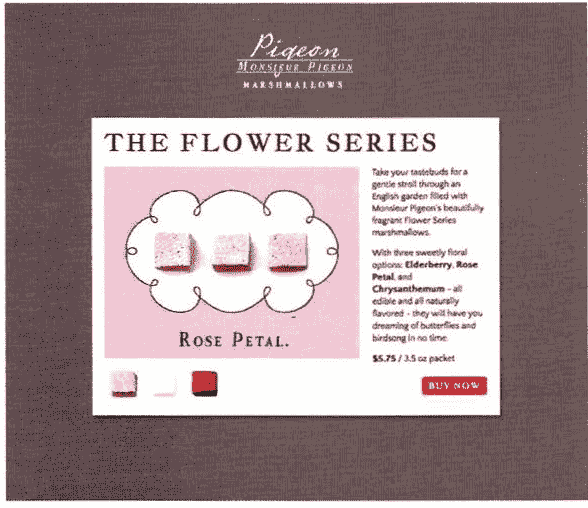 Pigeon
MONSIEUR PIGEON
MARSHMALLOWS
THE FLOWER SERIES
Take your tastebuds for a
gentle stroll through an
English garden filled with
Monsieur Pigeon's beautifully
fragrant Flower Series
marshmallows.
With three sweetly floral
options: Elderberry, Rose
Petal, and
Chrysanthemum – all
edible and all naturally
flavored – they will have you
dreaming of butterflies and
birdsong in no time.
$5.75 / 3.5 oz packet
ROSE PETAL.
BUY NOW